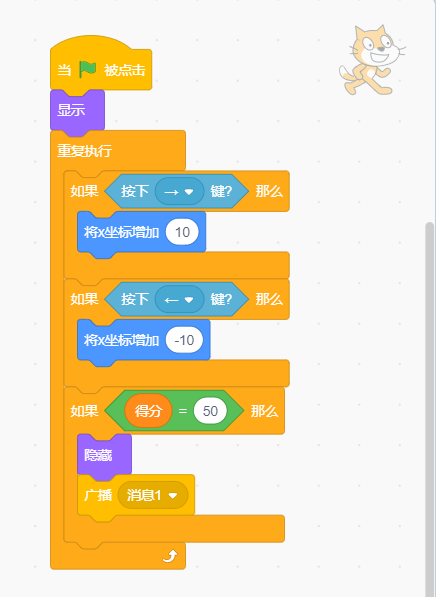 当 被点击
显示
重复执行
如果 按下 → 键? 那么
将x坐标增加 10
如果 按下 ← 键? 那么
将x坐标增加 -10
如果 得分 = 50 那么
隐藏
广播 消息1